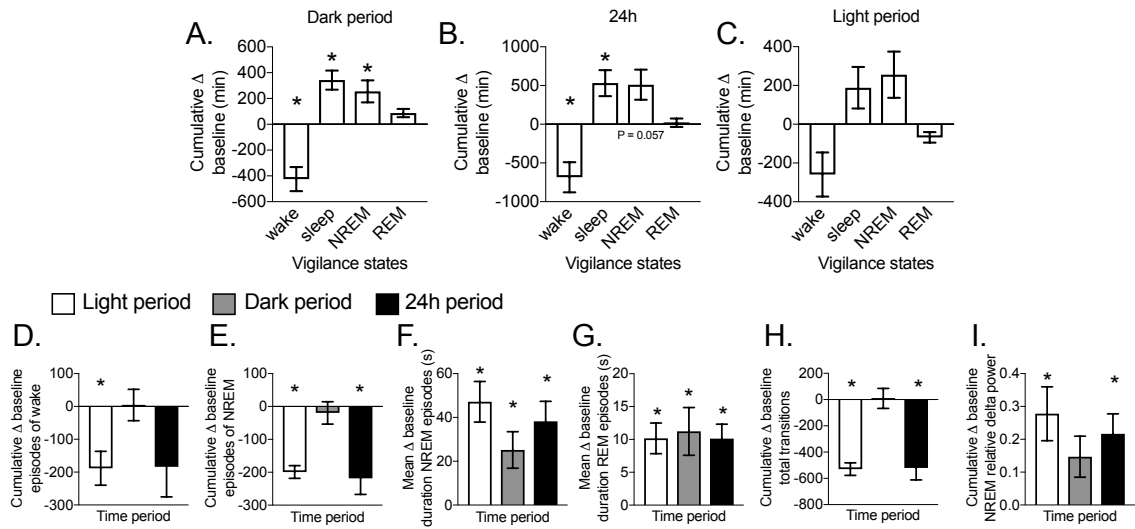 Dark period
24h
Light period
A.
B.
C.
Cumulative Δ
baseline (min)
600
400
200
0
-200
-400
-600
*
*
*
wake
sleep
NREM
REM
Cumulative Δ
baseline (min)
1000
500
0
-500
-1000
*
*
P = 0.057
wake
sleep
NREM
REM
Cumulative Δ
baseline (min)
400
200
0
-200
-400
wake
sleep
NREM
REM
Vigilance states
Vigilance states
Vigilance states
Light period
Dark period
24h period
D.
E.
F.
G.
H.
I.
Cumulative Δ baseline
episodes of wake
100
0
-100
-200
-300
*
Time period
Cumulative Δ baseline
episodes of NREM
100
0
-100
-200
-300
*
*
Time period
Mean Δ baseline
duration NREM episodes (s)
60
40
20
0
*
*
*
Time period
Mean Δ baseline
duration REM episodes (s)
20
15
10
5
0
*
*
*
Time period
Cumulative Δ baseline
total transitions
200
0
-200
-400
-600
-800
*
*
Time period
Cumulative Δ baseline
NREM relative delta power
0.4
0.3
0.2
0.1
0.0
*
*
Time period